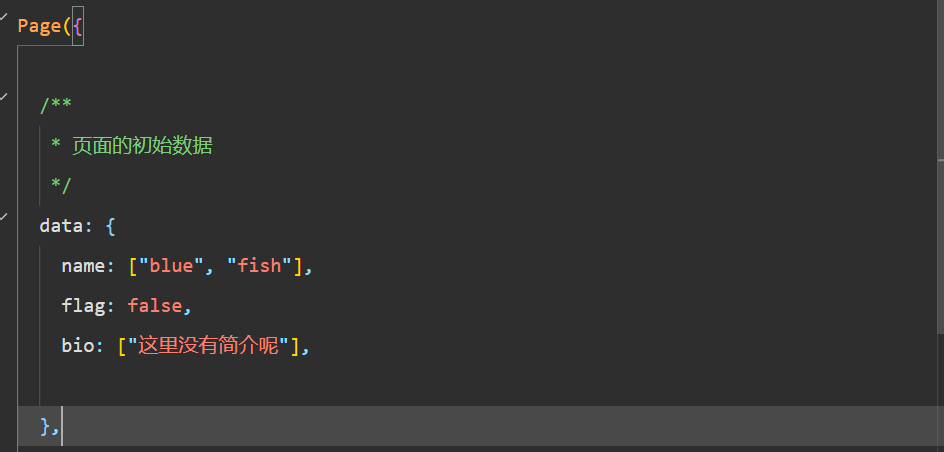 Page({
/**
* 页面的初始数据
*/
data: {
name: ["blue", "fish"],
flag: false,
bio: ["这里没有简介呢"],
},